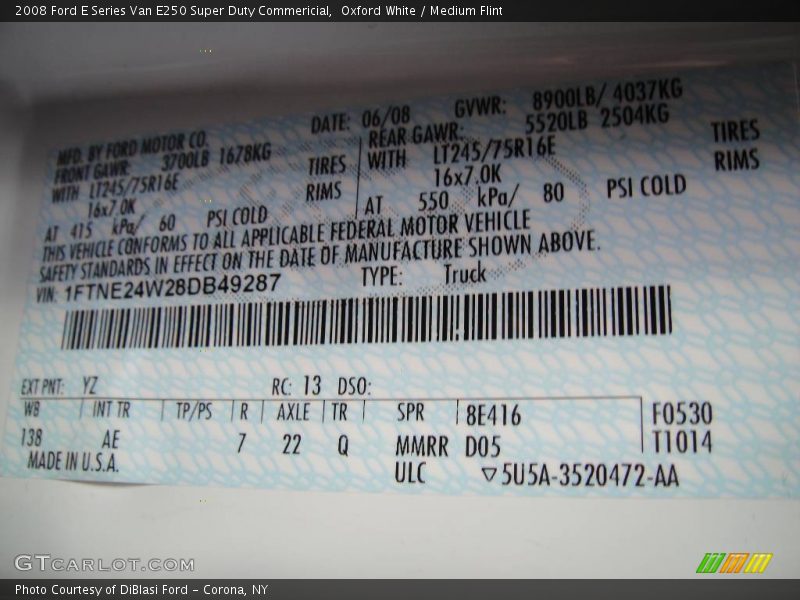 2008 Ford E Series Van E250 Super Duty Commericial,  Oxford White / Medium Flint
MFD. BY FORD MOTOR CO. DATE: 06/08 GVWR: 8900LB/ 4037KG
FRONT GAWR: 3700LB 1678KG REAR GAWR: 5520LB 2504KG
WITH LT245/75R16E TIRES WITH LT245/75R16E TIRES
16x7.0K RIMS 16x7.0K RIMS
AT 415 kPa/ 60 PSI COLD AT 550 kPa/ 80 PSI COLD
THIS VEHICLE CONFORMS TO ALL APPLICABLE FEDERAL MOTOR VEHICLE
SAFETY STANDARDS IN EFFECT ON THE DATE OF MANUFACTURE SHOWN ABOVE.
VIN: 1FTNE24W28DB49287 TYPE: Truck
EXT PNT: YZ RC: 13 DSO:
WB INT TR TP/PS R AXLE TR SPR 8E416 F0530
138 AE 7 22 Q MMRR D05 T1014
MADE IN U.S.A. ULC ▽5U5A-3520472-AA
GTCARLOT.COM
Photo Courtesy of DiBlasi Ford - Corona, NY